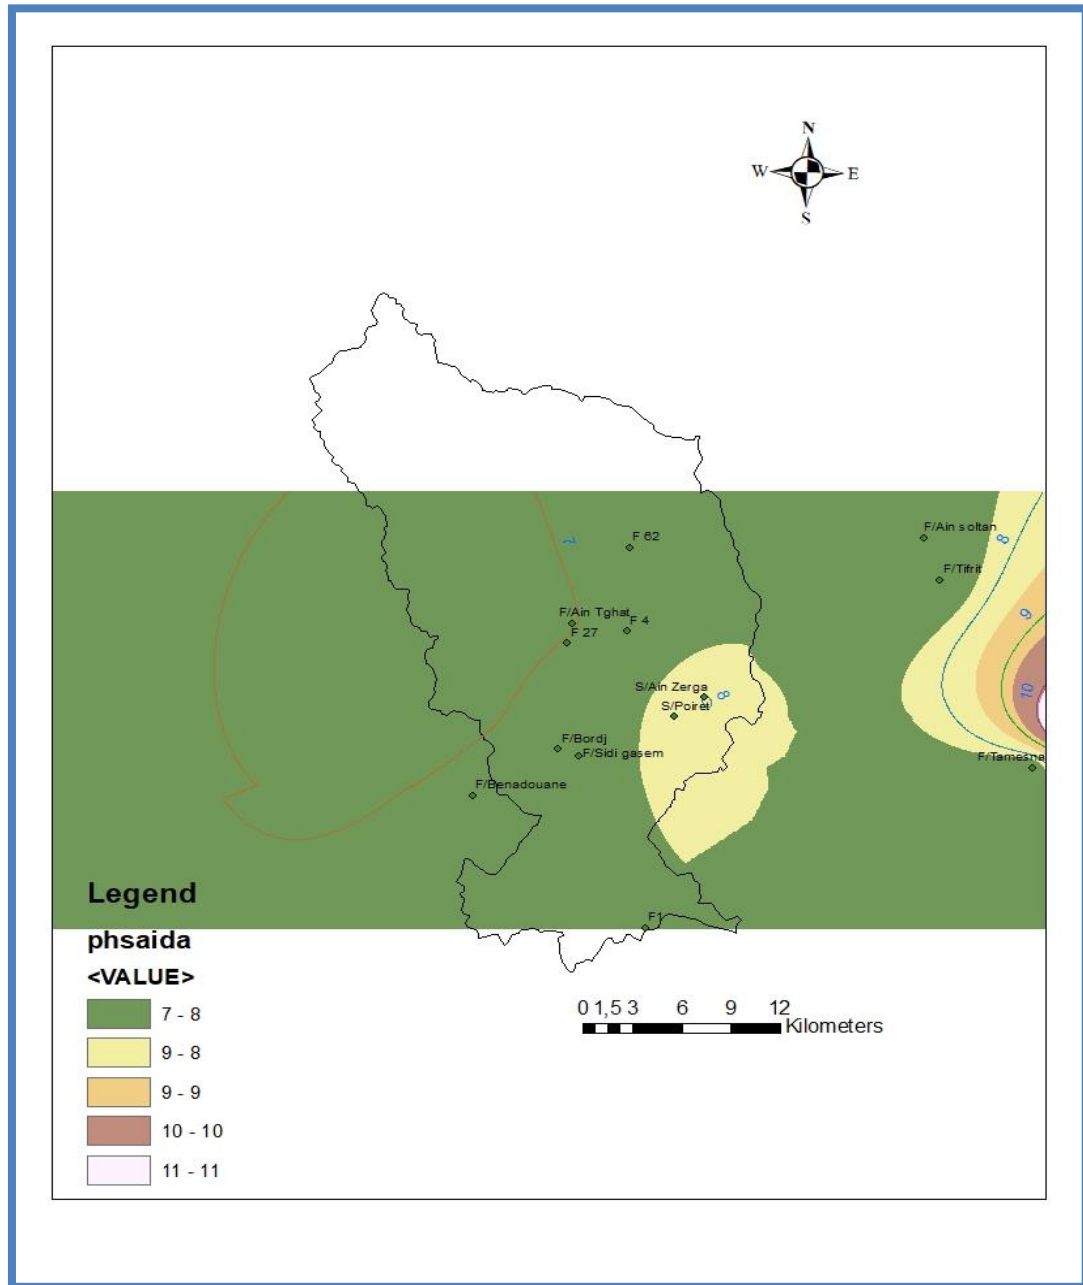 N
W E
S
F/Ain soltan
8
F 62
7
F/Tifrit
F/Ain Tghat
F 4
9
F 27
S/Ain Zerga
8
10
S/Poiret
F/Bordj
F/Sidi gasem
F/Tamesna
F/Benadouane
Legend
F1
phsaida
<VALUE>
7 - 8
9 - 8
9 - 9
10 - 10
11 - 11
0 1,5 3 6 9 12
Kilometers